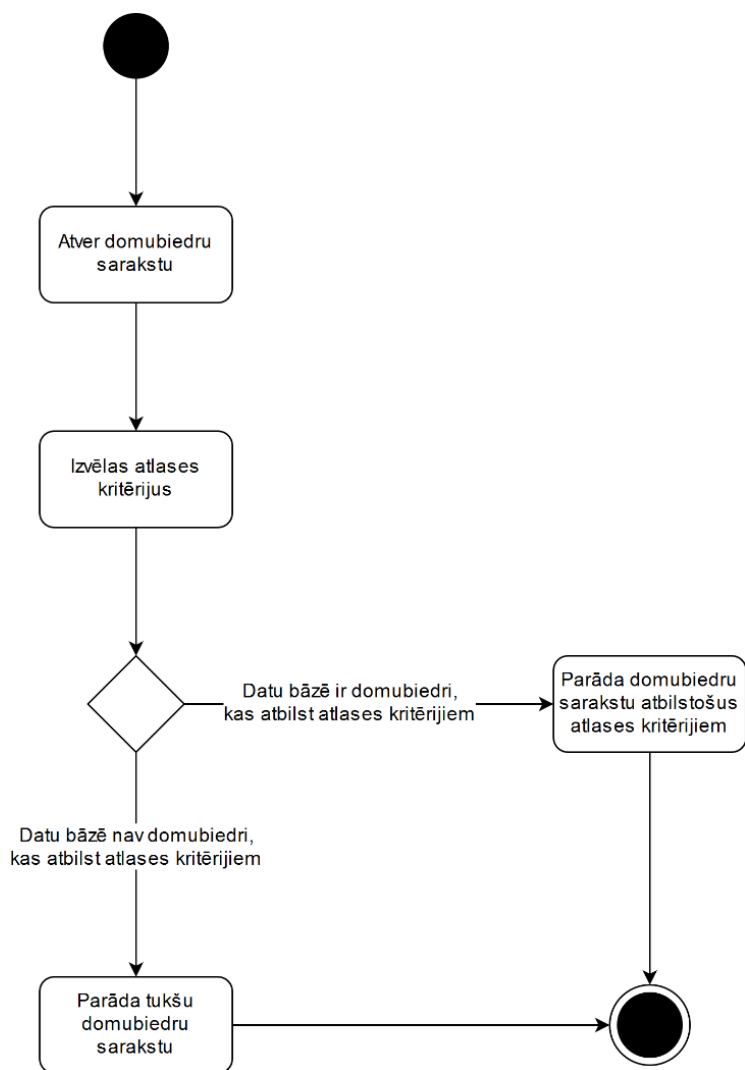 Atver domubiedru
sarakstu
Izvēlas atlases
kritērijus
Datu bāzē ir domubiedri,
kas atbilst atlases kritērijiem
Parāda domubiedru
sarakstu atbilstošus
atlases kritērijiem
Datu bāzē nav domubiedri,
kas atbilst atlases kritērijiem
Parāda tukšu
domubiedru
sarakstu